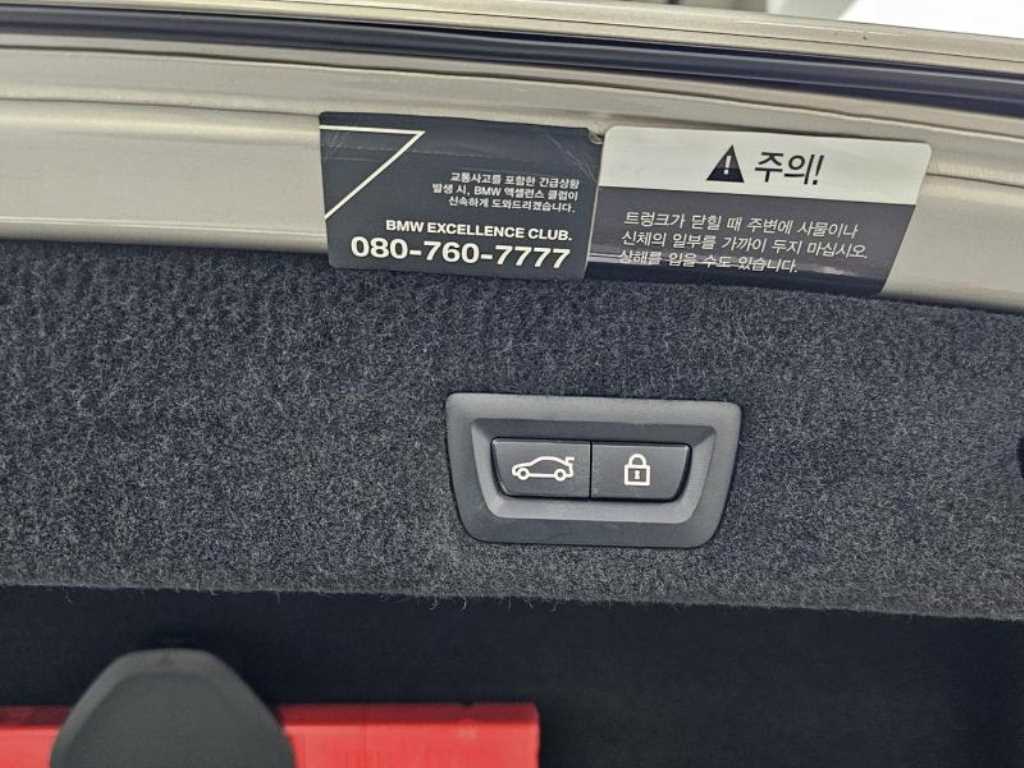 교통사고를 포함한 긴급상황
발생 시, BMW 엑셀런스 클럽이
신속하게 도와드리겠습니다.
BMW EXCELLENCE CLUB.
080-760-7777
주의!
트렁크가 닫힐 때 주변에 사물이나
신체의 일부를 가까이 두지 마십시오.
상해를 입을 수도 있습니다.